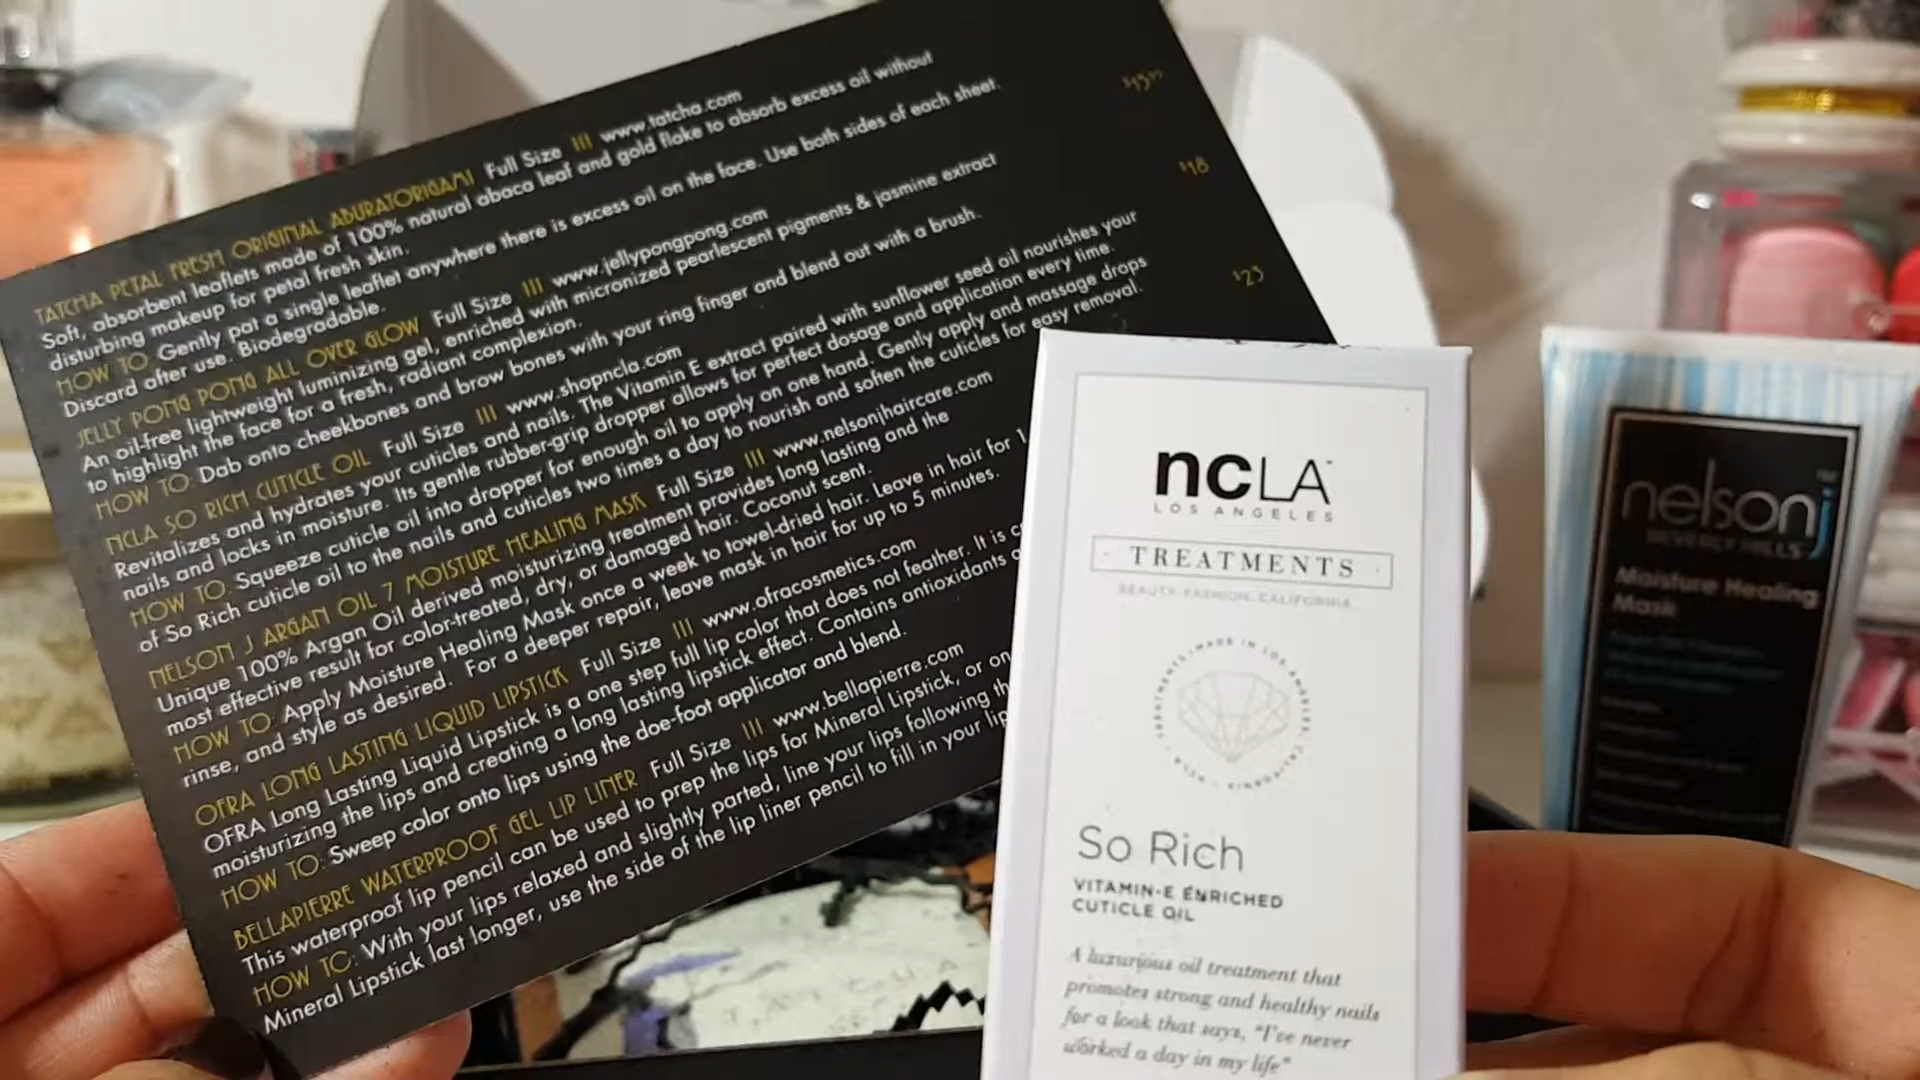 TATCHA PETAL FRESH ORIGINAL ABURATORIGAMI Full Size III www.tatcha.com
Soft, absorbent leaflets made of 100% natural abaca leaf and gold flake to absorb excess oil without
disturbing makeup for petal fresh skin.
HOW TO: Gently pat a single leaflet anywhere there is excess oil on the face. Use both sides of each sheet.
Discard after use. Biodegradable.
JELLY PONG PONG ALL OVER GLOW Full Size III www.jellypongpong.com
$18
An oil-free lightweight luminizing gel, enriched with micronized pearlescent pigments & jasmine extract
to highlight the face for a fresh, radiant complexion.
HOW TO: Dab onto cheekbones and brow bones with your ring finger and blend out with a brush.
NCLA SO RICH CUTICLE OIL Full Size III www.shopncla.com
Revitalizes and hydrates your cuticles and nails. The Vitamin E extract paired with sunflower seed oil nourishes your
nails and locks in moisture. Its gentle rubber-grip dropper allows for perfect dosage and application every time.
HOW TO: Squeeze cuticle oil into dropper for enough oil to apply on one hand. Gently apply and massage drops
of So Rich cuticle oil to the nails and cuticles two times a day to nourish and soften the cuticles for easy removal.
NELSON J ARGAN OIL 7 MOISTURE HEALING MASK Full Size III www.nelsonjhaircare.com
Unique 100% Argan Oil derived moisturizing treatment provides long lasting and the
most effective result for color-treated, dry, or damaged hair. Coconut scent.
HOW TO: Apply Moisture Healing Mask once a week to towel-dried hair. Leave in hair for 1
rinse, and style as desired. For a deeper repair, leave mask in hair for up to 5 minutes.
OFRA LONG LASTING LIQUID LIPSTICK Full Size III www.ofracosmetics.com
OFRA Long Lasting Liquid Lipstick is a one step full lip color that does not feather. It is
moisturizing the lips and creating a long lasting lipstick effect. Contains antioxidants
HOW TO: Sweep color onto lips using the doe-foot applicator and blend.
BELLAPIERRE WATERPROOF GEL LIP LINER Full Size III www.bellapierre.com
This waterproof lip pencil can be used to prep the lips for Mineral Lipstick, or on
HOW TO: With your lips relaxed and slightly parted, line your lips following th
Mineral Lipstick last longer, use the side of the lip liner pencil to fill in your lip
ncLA
LOS ANGELES
TREATMENTS
BEAUTY. FASHION. CALIFORNIA.
So Rich
VITAMIN-E ENRICHED
CUTICLE OIL
A luxurious oil treatment that
promotes strong and healthy nails
for a look that says, "I've never
worked a day in my life"
nelsonj
BEVERLY HILLS
Moisture Healing
Mask